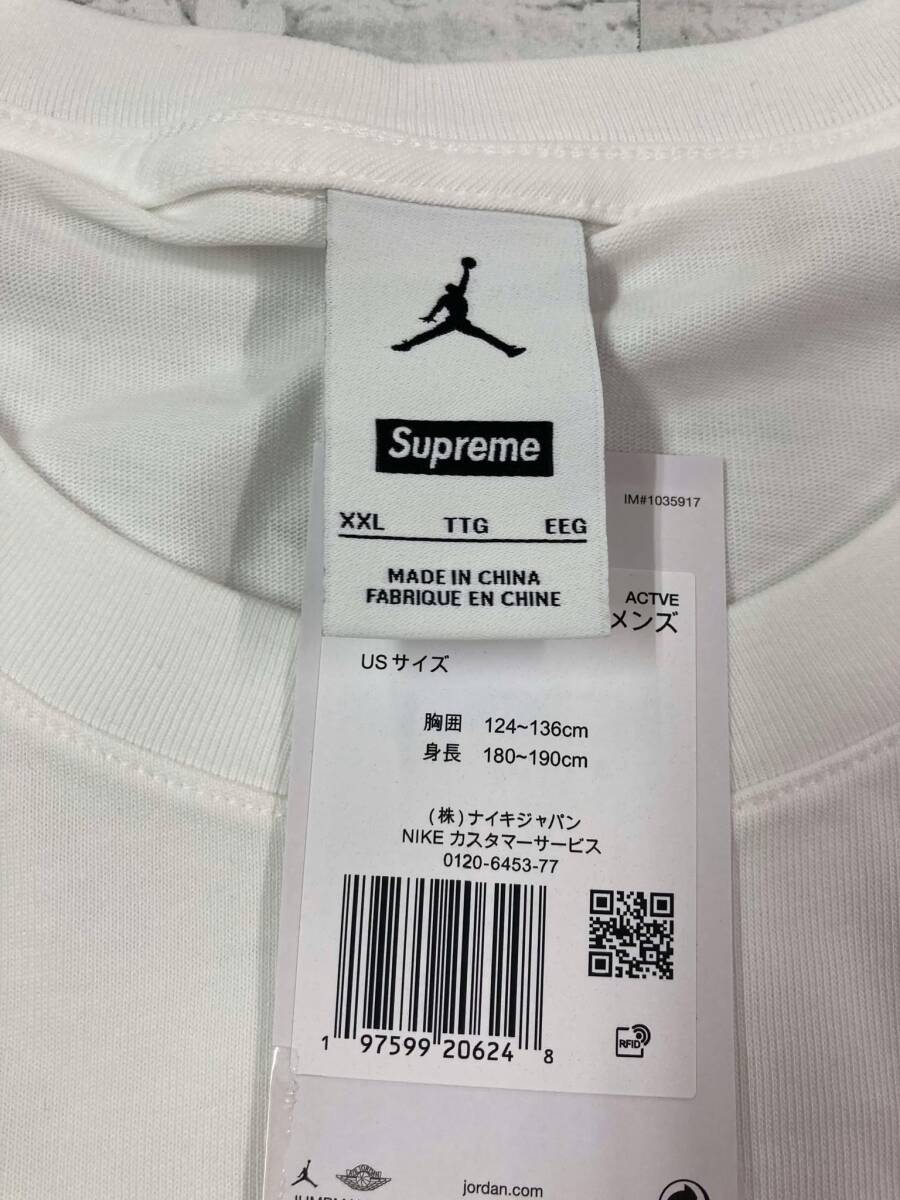 Supreme
XXL TTG EEG
MADE IN CHINA
FABRIQUE EN CHINE
IM#1035917
ACTVE
メンズ
US サイズ
胸囲 124~136cm
身長 180~190cm
(株)ナイキジャパン
NIKE カスタマーサービス
0120-6453-77
1 97599 20624 8
RFID
jordan.com